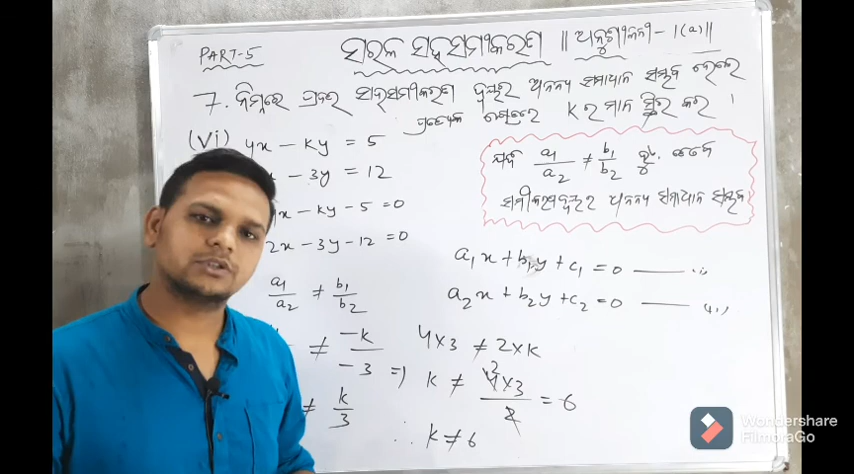 PART-5
ସରଳ ସହସମୀକରଣ || ଅନୁଶୀଳନୀ - 1(a) ||
7. ନିମ୍ନରେ ପ୍ରଦତ୍ତ ସହସମୀକରଣ ଦ୍ଵୟର ଅନନ୍ୟ ସମାଧାନ ସମ୍ଭବ ହେଲେ
ପ୍ରତ୍ୟେକ କ୍ଷେତ୍ରରେ K ର ମାନ ସ୍ଥିର କର ।
(vi) 4x - ky = 5
- 3y = 12
x - ky - 5 = 0
2x - 3y - 12 = 0
a1/a2 ≠ b1/b2
≠ -k/-3
≠ k/3
ଯଦି a1/a2 ≠ b1/b2 ହୁଏ, ତେବେ
ସମୀକରଣଦ୍ଵୟର ଅନନ୍ୟ ସମାଧାନ ସମ୍ଭବ
a1x + b1y + c1 = 0 —— (i)
a2x + b2y + c2 = 0 —— (ii)
4 x 3 ≠ 2 x k
=) k ≠ 4 x 3 / 2 = 6
∴ k ≠ 6
Wondershare
FilmoraGo